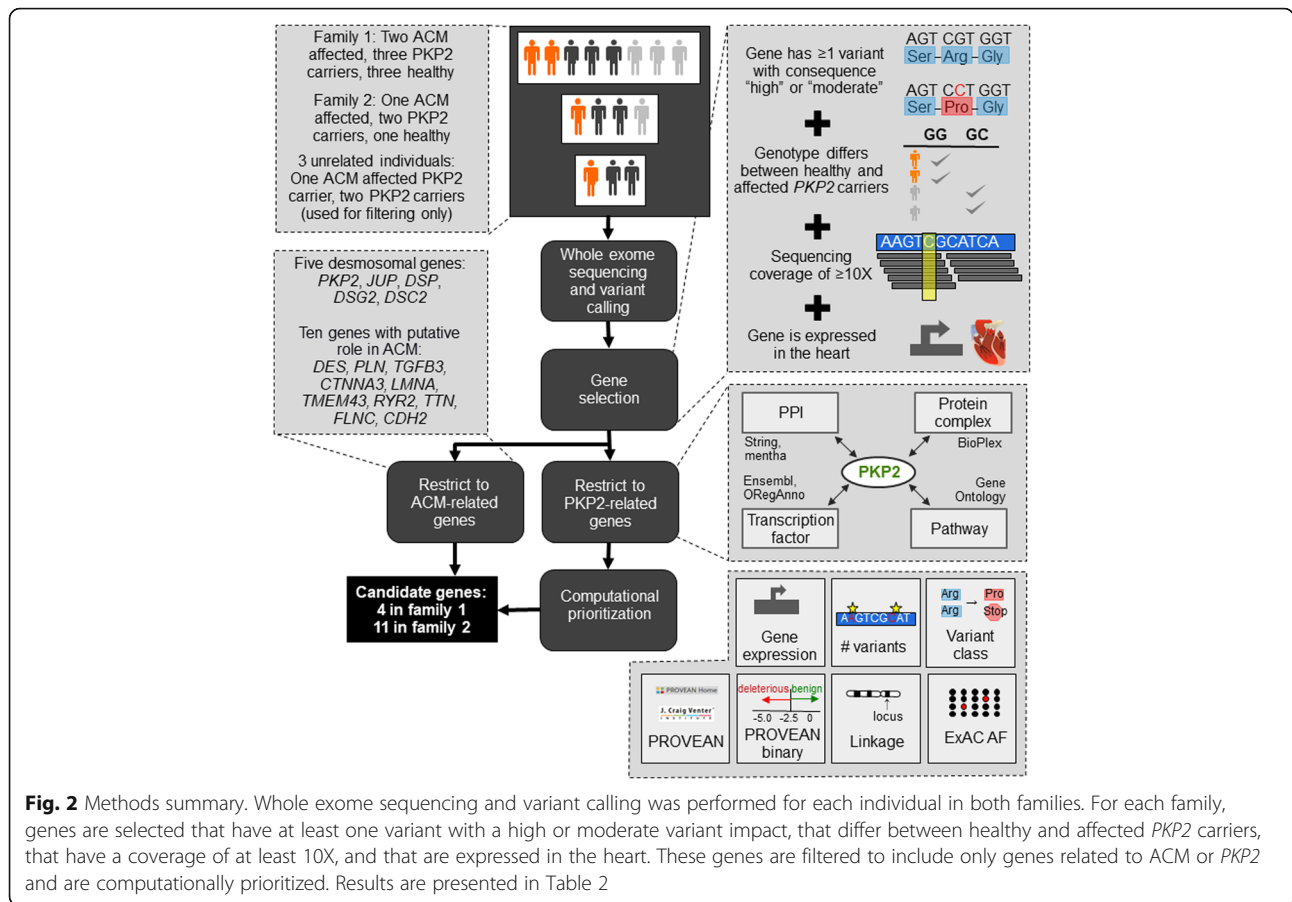 Family 1: Two ACM
affected, three PKP2
carriers, three healthy
Family 2: One ACM
affected, two PKP2
carriers, one healthy
3 unrelated individuals:
One ACM affected PKP2
carrier, two PKP2 carriers
(used for filtering only)
Five desmosomal genes:
PKP2, JUP, DSP,
DSG2, DSC2
Ten genes with putative
role in ACM:
DES, PLN, TGFB3,
CTNNA3, LMNA,
TMEM43, RYR2, TTN,
FLNC, CDH2
Whole exome
sequencing
and variant
calling
Gene
selection
Restrict to
ACM-related
genes
Restrict to
PKP2-related
genes
Candidate genes:
4 in family 1
11 in family 2
Computational
prioritization
Gene has ≥1 variant
with consequence
"high" or "moderate"
AGT CGT GGT
Ser Arg Gly
AGT CCT GGT
Ser Pro Gly
Genotype differs
between healthy and
affected PKP2 carriers
GG GC
Sequencing
coverage of ≥10X
AAGTCGCATCA
Gene is expressed
in the heart
PPI
Protein
complex
String,
mentha
BioPlex
PKP2
Ensembl,
ORegAnno
Gene
Ontology
Transcription
factor
Pathway
Gene
expression
A GTCG AT
# variants
Arg → Pro
Arg Stop
Variant
class
PROVEAN Home
J. Craig Venter
INSTITUTE
PROVEAN
deleterious benign
-5.0 -2.5 0
PROVEAN
binary
locus
Linkage
ExAC AF
Fig. 2 Methods summary. Whole exome sequencing and variant calling was performed for each individual in both families. For each family,
genes are selected that have at least one variant with a high or moderate variant impact, that differ between healthy and affected PKP2 carriers,
that have a coverage of at least 10X, and that are expressed in the heart. These genes are filtered to include only genes related to ACM or PKP2
and are computationally prioritized. Results are presented in Table 2